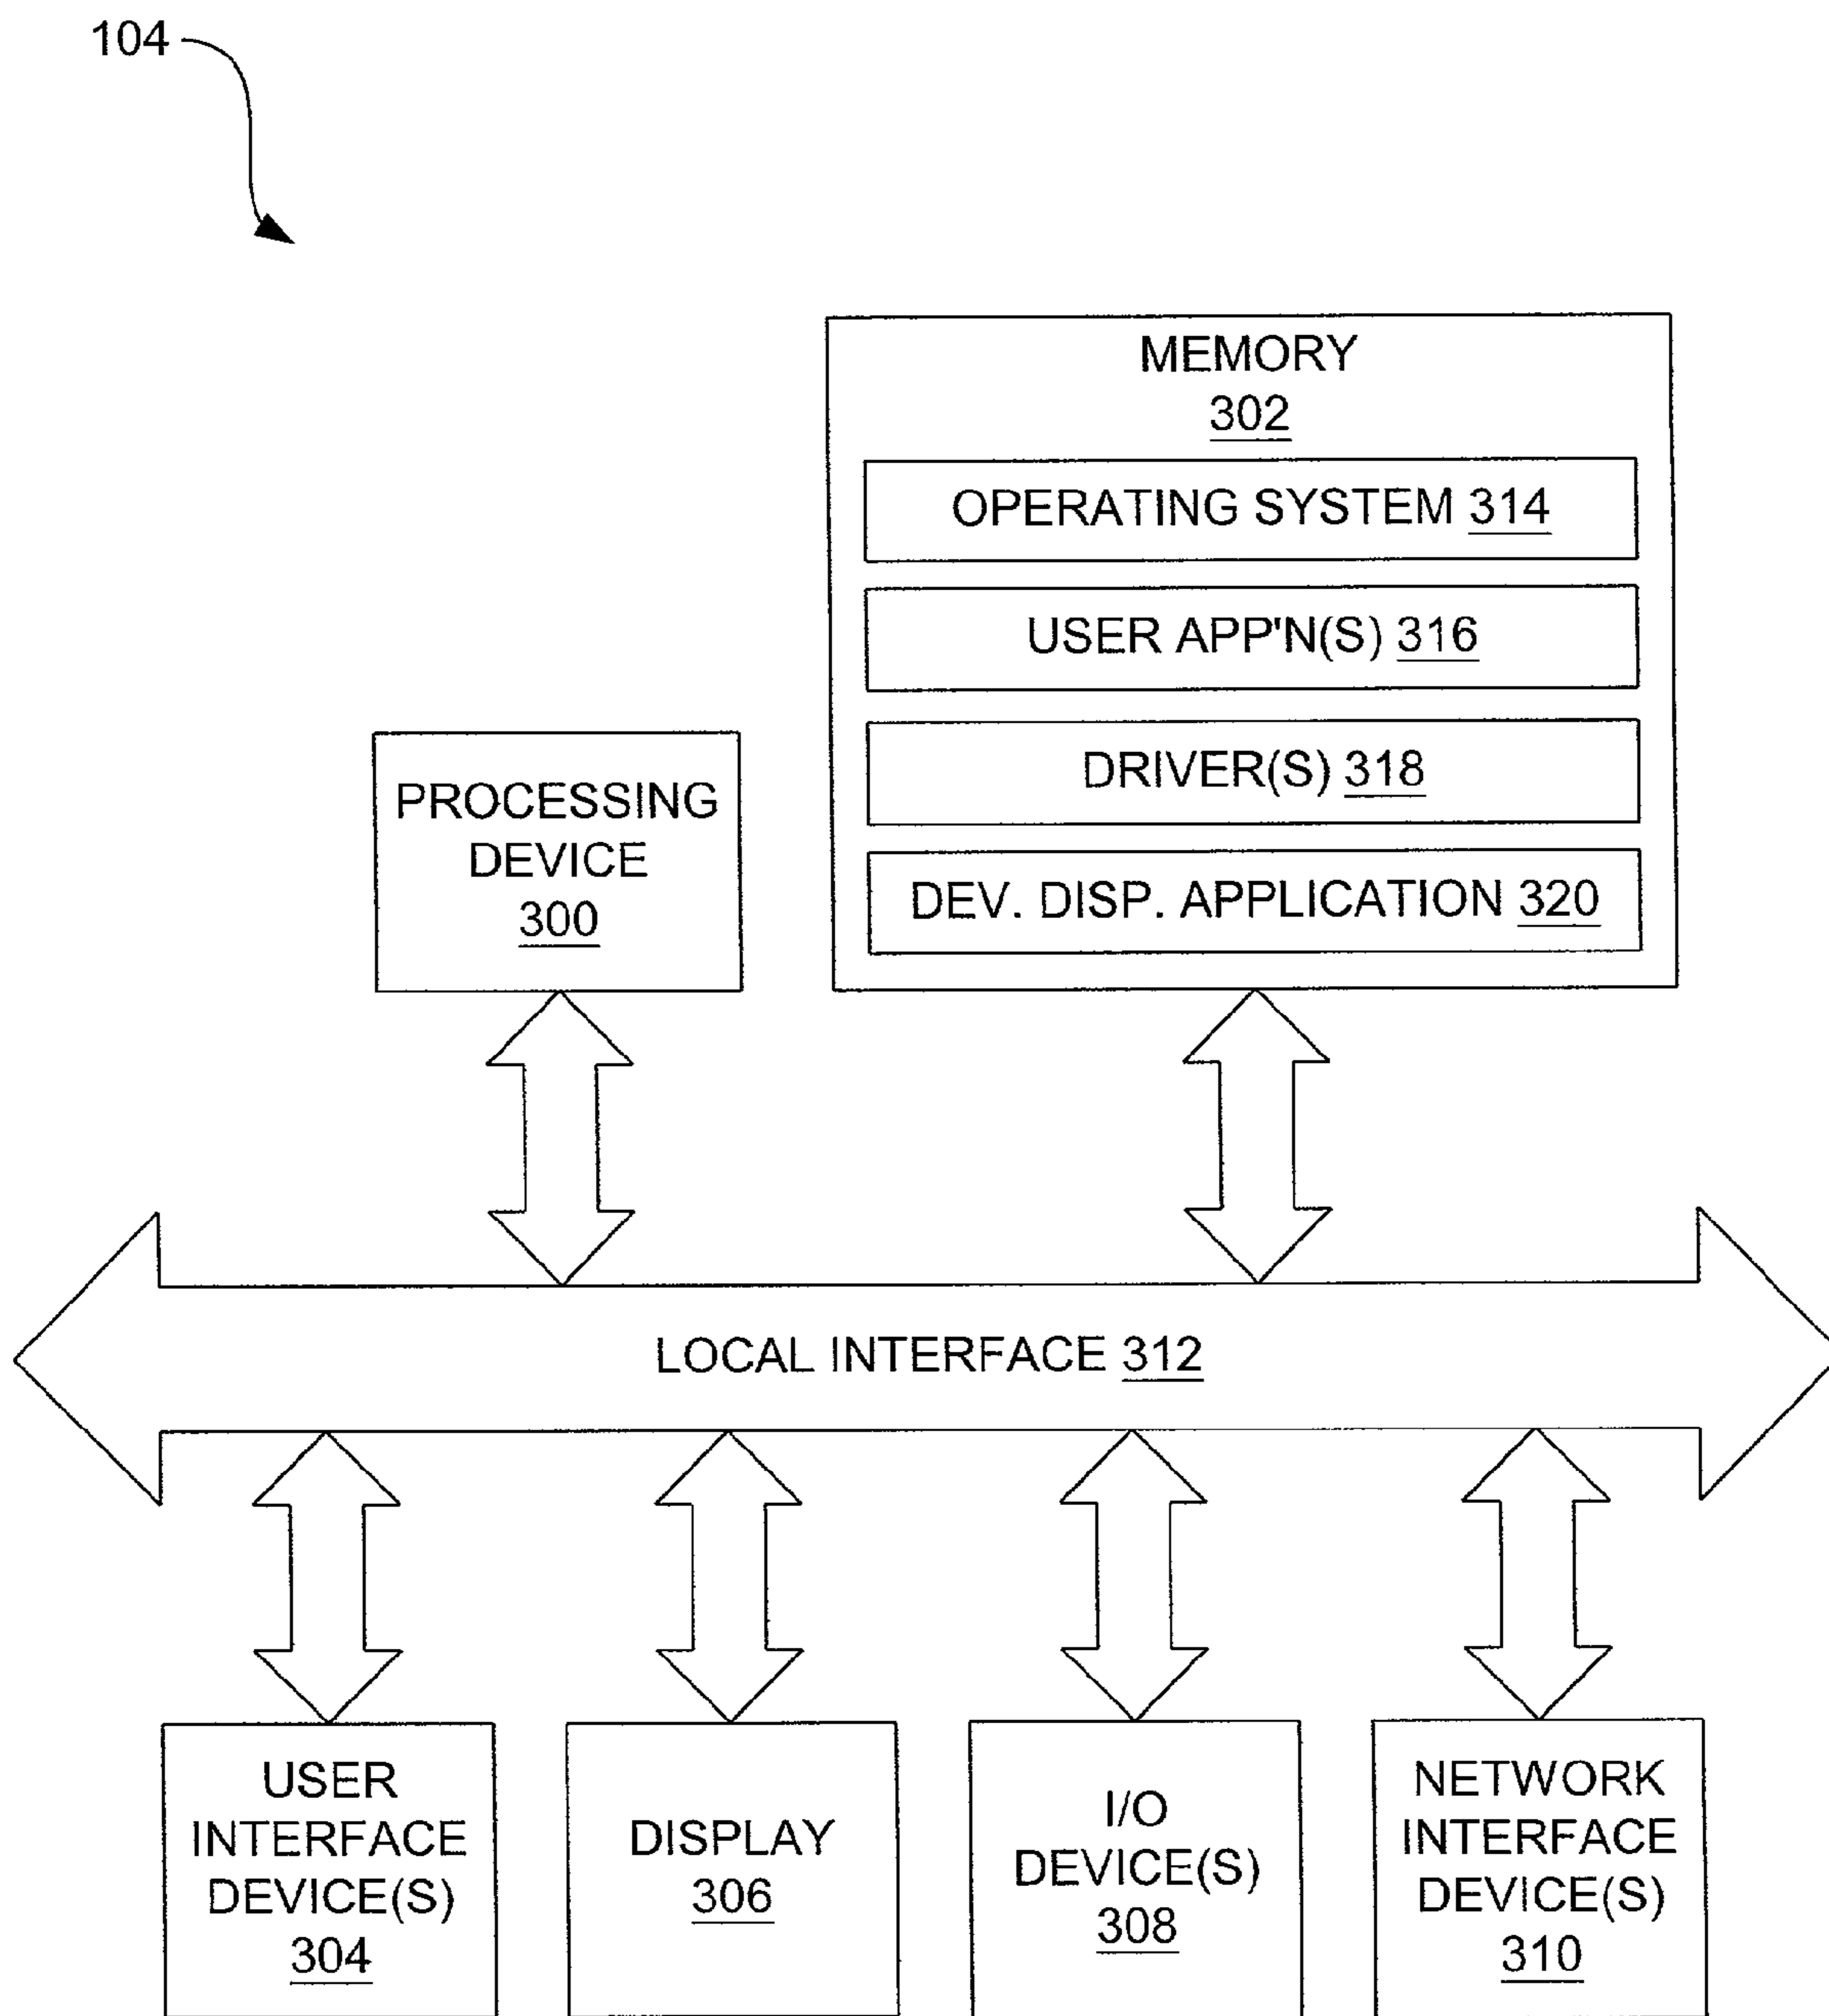 104
MEMORY
302
OPERATING SYSTEM 314
USER APP'N(S) 316
DRIVER(S) 318
DEV. DISP. APPLICATION 320
PROCESSING
DEVICE
300
LOCAL INTERFACE 312
USER
INTERFACE
DEVICE(S)
304
DISPLAY
306
I/O
DEVICE(S)
308
NETWORK
INTERFACE
DEVICE(S)
310